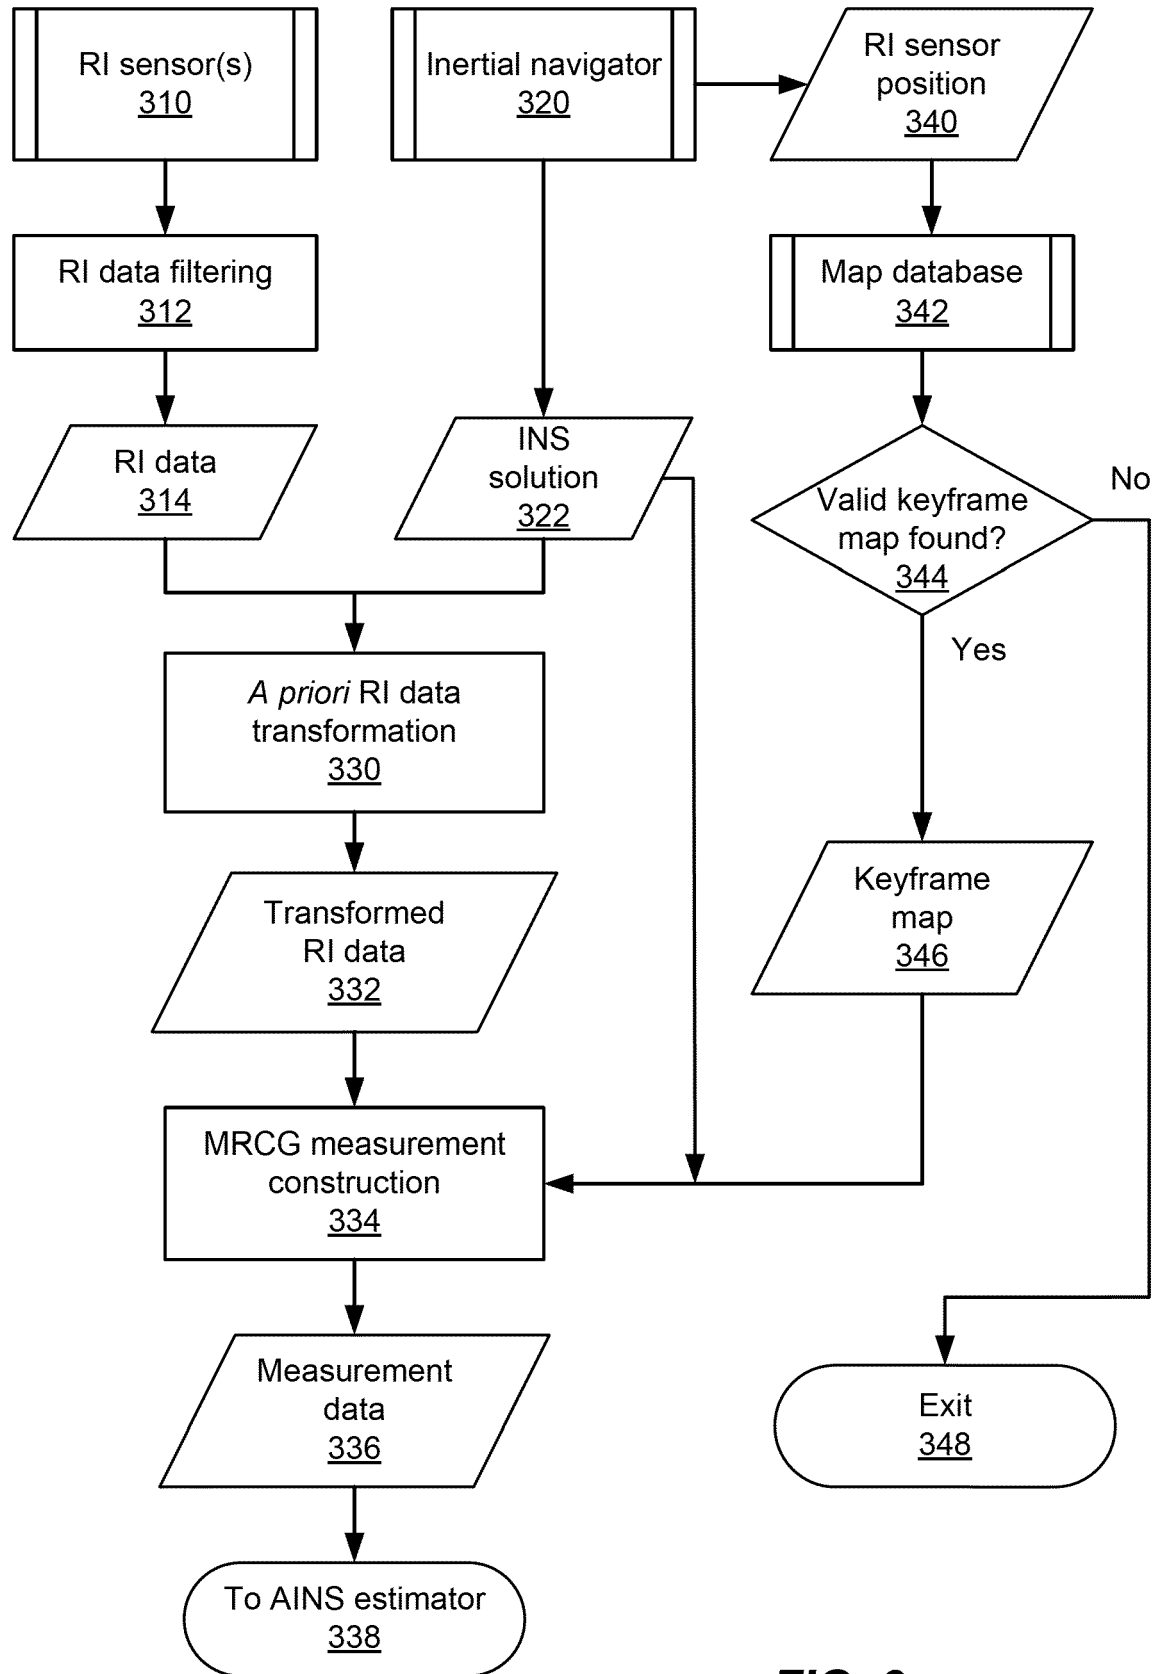 RI sensor(s)
310
Inertial navigator
320
RI sensor
position
340
RI data filtering
312
Map database
342
RI data
314
INS
solution
322
Valid keyframe
map found?
344
No
Yes
A priori RI data
transformation
330
Keyframe
map
346
Transformed
RI data
332
MRCG measurement
construction
334
Measurement
data
336
Exit
348
To AINS estimator
338